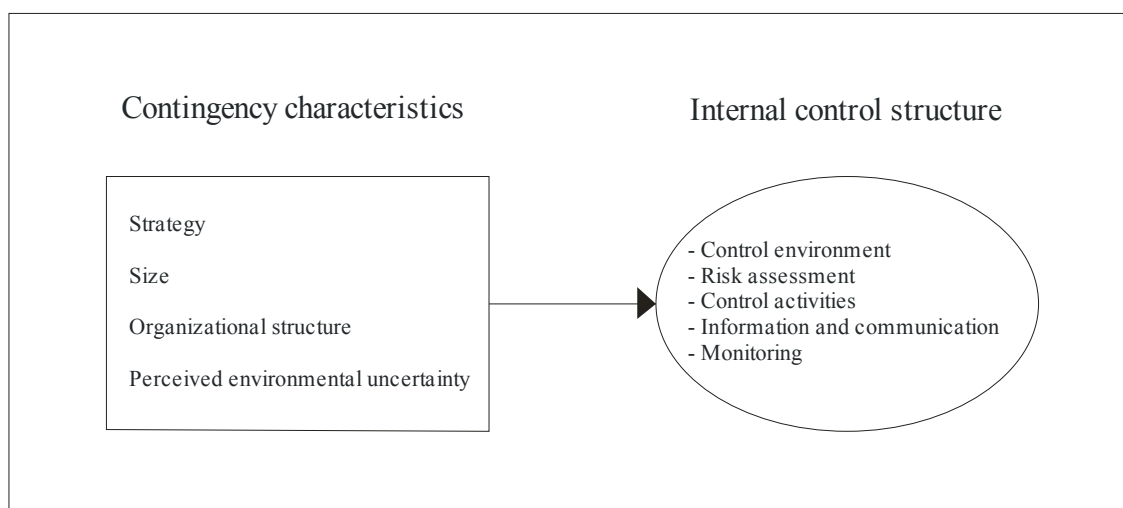 Contingency characteristics
Strategy
Size
Organizational structure
Perceived environmental uncertainty
Internal control structure
- Control environment
- Risk assessment
- Control activities
- Information and communication
- Monitoring